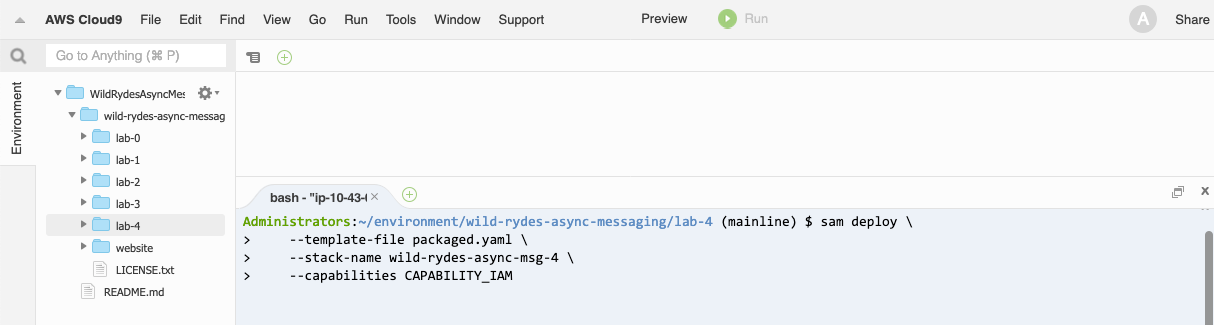 AWS Cloud9 File Edit Find View Go Run Tools Window Support Preview Run A Share
Go to Anything (⌘ P)
Environment
WildRydesAsyncMes
wild-rydes-async-messag
lab-0
lab-1
lab-2
lab-3
lab-4
website
LICENSE.txt
README.md
bash - "ip-10-43-
Administrators:~/environment/wild-rydes-async-messaging/lab-4 (mainline) $ sam deploy \
> --template-file packaged.yaml \
> --stack-name wild-rydes-async-msg-4 \
> --capabilities CAPABILITY_IAM